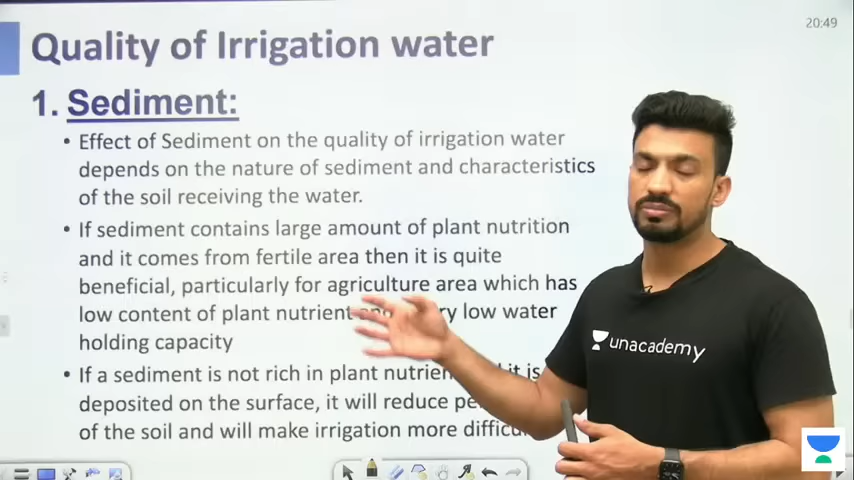 20:49
Quality of Irrigation water
1. Sediment:
• Effect of Sediment on the quality of irrigation water
depends on the nature of sediment and characteristics
of the soil receiving the water.
• If sediment contains large amount of plant nutrition
and it comes from fertile area then it is quite
beneficial, particularly for agriculture area which has
low content of plant nutrient low water
holding capacity
• If a sediment is not rich in plant it is
deposited on the surface, it will reduce
of the soil and will make irrigation more
unacademy